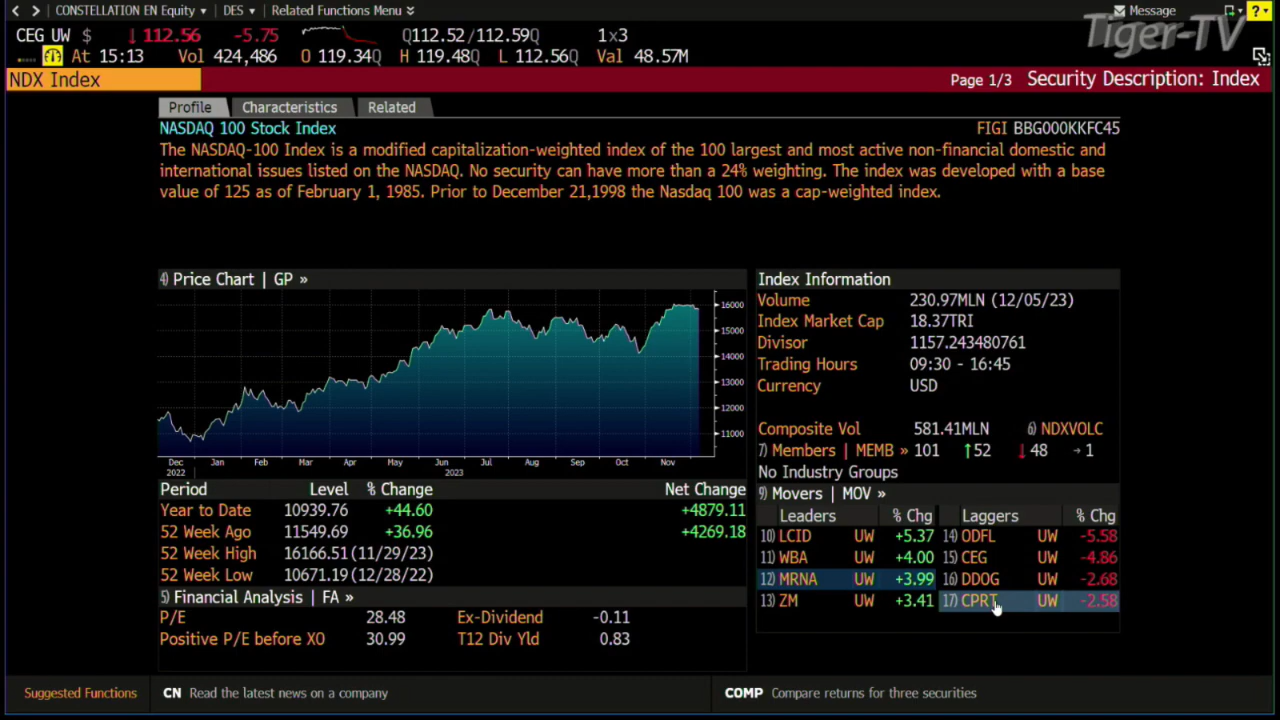 CONSTELLATION EN Equity DES Related Functions Menu Message ?
Tiger-TV
CEG UW $ ↓112.56 -5.75 Q112.52/112.59Q 1x3
At 15:13 Vol 424,486 O 119.34Q H 119.48Q L 112.56Q Val 48.57M
NDX Index Page 1/3 Security Description: Index
Profile Characteristics Related
NASDAQ 100 Stock Index FIGI BBG000KKFC45
The NASDAQ-100 Index is a modified capitalization-weighted index of the 100 largest and most active non-financial domestic and
international issues listed on the NASDAQ. No security can have more than a 24% weighting. The index was developed with a base
value of 125 as of February 1, 1985. Prior to December 21,1998 the Nasdaq 100 was a cap-weighted index.
4) Price Chart | GP »
16000
15000
14000
13000
12000
11000
Dec Jan Feb Mar Apr May Jun Jul Aug Sep Oct Nov
2022 2023
Period Level % Change Net Change
Year to Date 10939.76 +44.60 +4879.11
52 Week Ago 11549.69 +36.96 +4269.18
52 Week High 16166.51 (11/29/23)
52 Week Low 10671.19 (12/28/22)
5) Financial Analysis | FA »
P/E 28.48 Ex-Dividend -0.11
Positive P/E before XO 30.99 T12 Div Yld 0.83
Index Information
Volume 230.97MLN (12/05/23)
Index Market Cap 18.37TRI
Divisor 1157.243480761
Trading Hours 09:30 - 16:45
Currency USD
Composite Vol 581.41MLN 6) NDXVOLC
7) Members | MEMB » 101 ↑52 ↓48 →1
No Industry Groups
9) Movers | MOV »
Leaders % Chg Laggers % Chg
10) LCID UW +5.37 14) ODFL UW -5.58
11) WBA UW +4.00 15) CEG UW -4.86
12) MRNA UW +3.99 16) DDOG UW -2.68
13) ZM UW +3.41 17) CPRT UW -2.58
Suggested Functions CN Read the latest news on a company COMP Compare returns for three securities